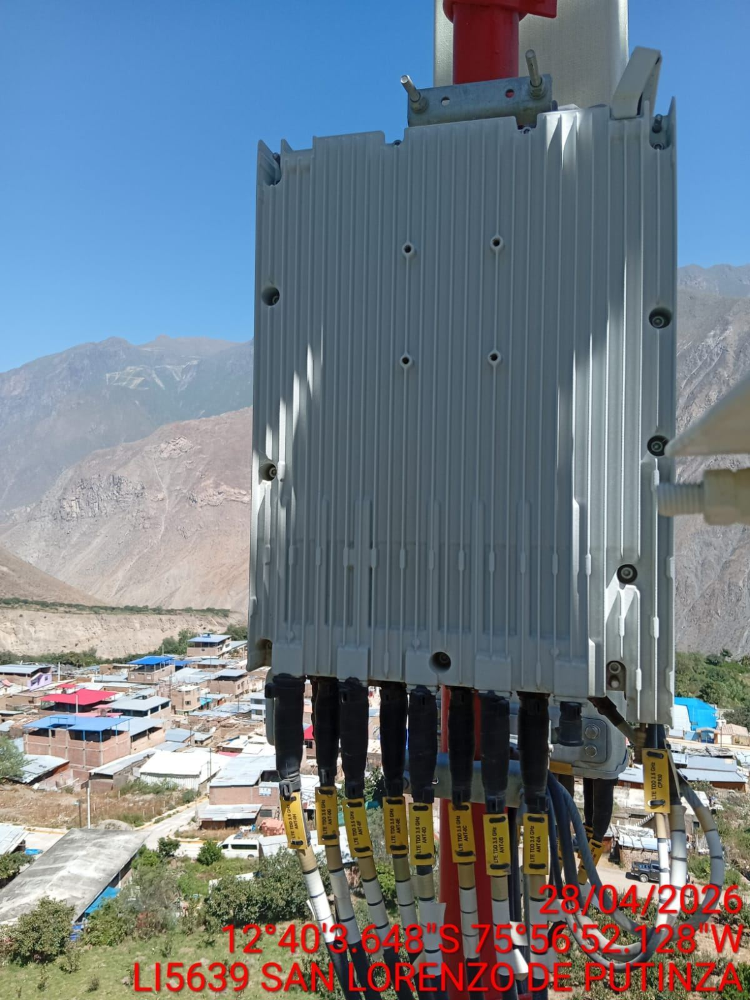 LTE TDD 3.5 GHz
CPRI0
LTE TDD 3.5 GHz
ANT-0H
LTE TDD 3.5 GHz
ANT-0G
LTE TDD 3.5 GHz
ANT-0F
LTE TDD 3.5 GHz
ANT-0E
LTE TDD 3.5 GHz
ANT-0D
LTE TDD 3.5 GHz
ANT-0C
LTE TDD 3.5 GHz
ANT-0B
LTE TDD 3.5 GHz
ANT-0A
28/04/2026
12°40'3.648"S 75°56'52.128"W
LI5639 SAN LORENZO DE PUTINZA